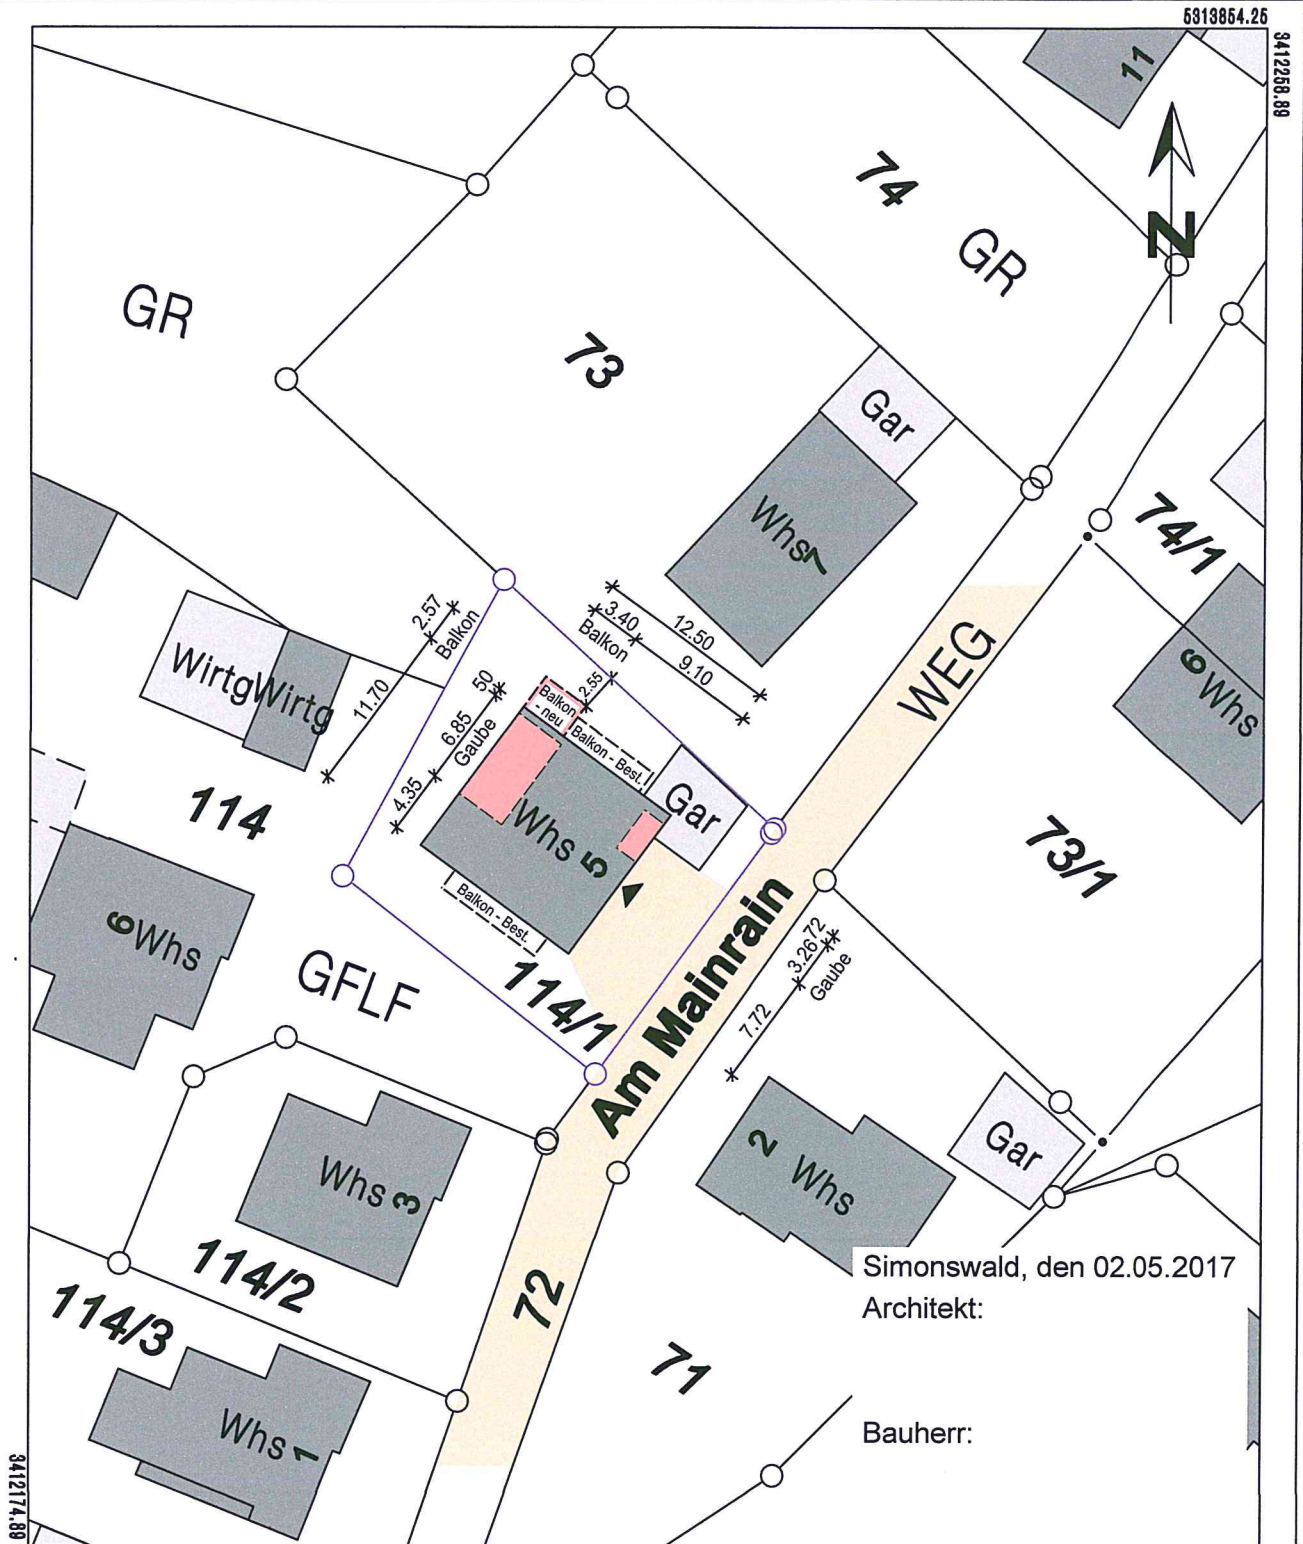 5313854.25
3412258.89
11
74
GR
N
GR
73
Gar
Whs 7
74/1
WEG
6 Whs
2.57
Balkon
11.70
3.40
Balkon
12.50
9.10
50
6.85
Gaube
4.35
2.55
Balkon
- neu
Balkon - Best.
Gar
Whs 5
Balkon - Best.
Wirtg
Wirtg
114
6 Whs
GFLF
114/1
Am Mainrain
73/1
72
3.26
Gaube
7.72
2 Whs
Gar
Whs 3
114/2
72
114/3
Whs 1
71
Simonswald, den 02.05.2017
Architekt:
Bauherr:
3412174.89